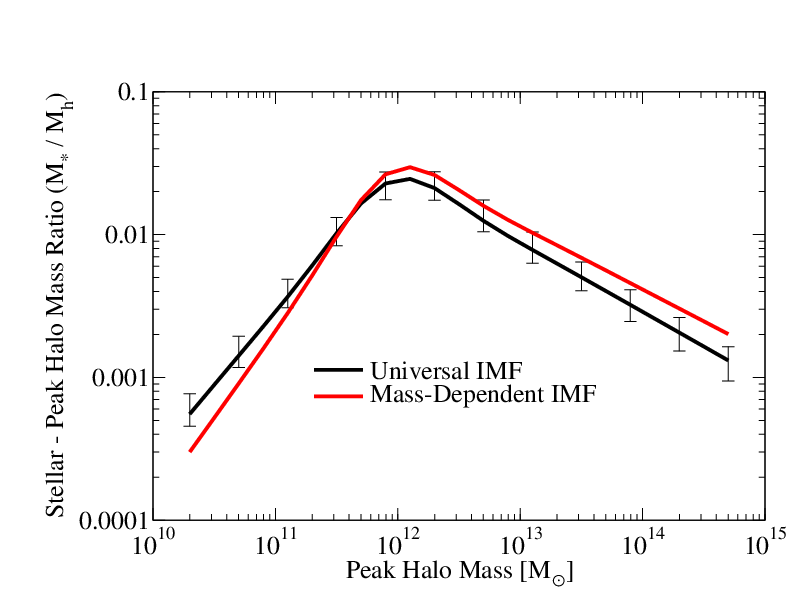 Stellar - Peak Halo Mass Ratio (M* / Mh)
0.1
0.01
0.001
0.0001
Universal IMF
Mass-Dependent IMF
10^10 10^11 10^12 10^13 10^14 10^15
Peak Halo Mass [M⊙]